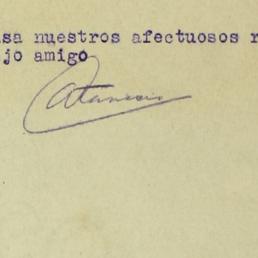 sa nuestros afectuosos r
jo amigo
Atanasio